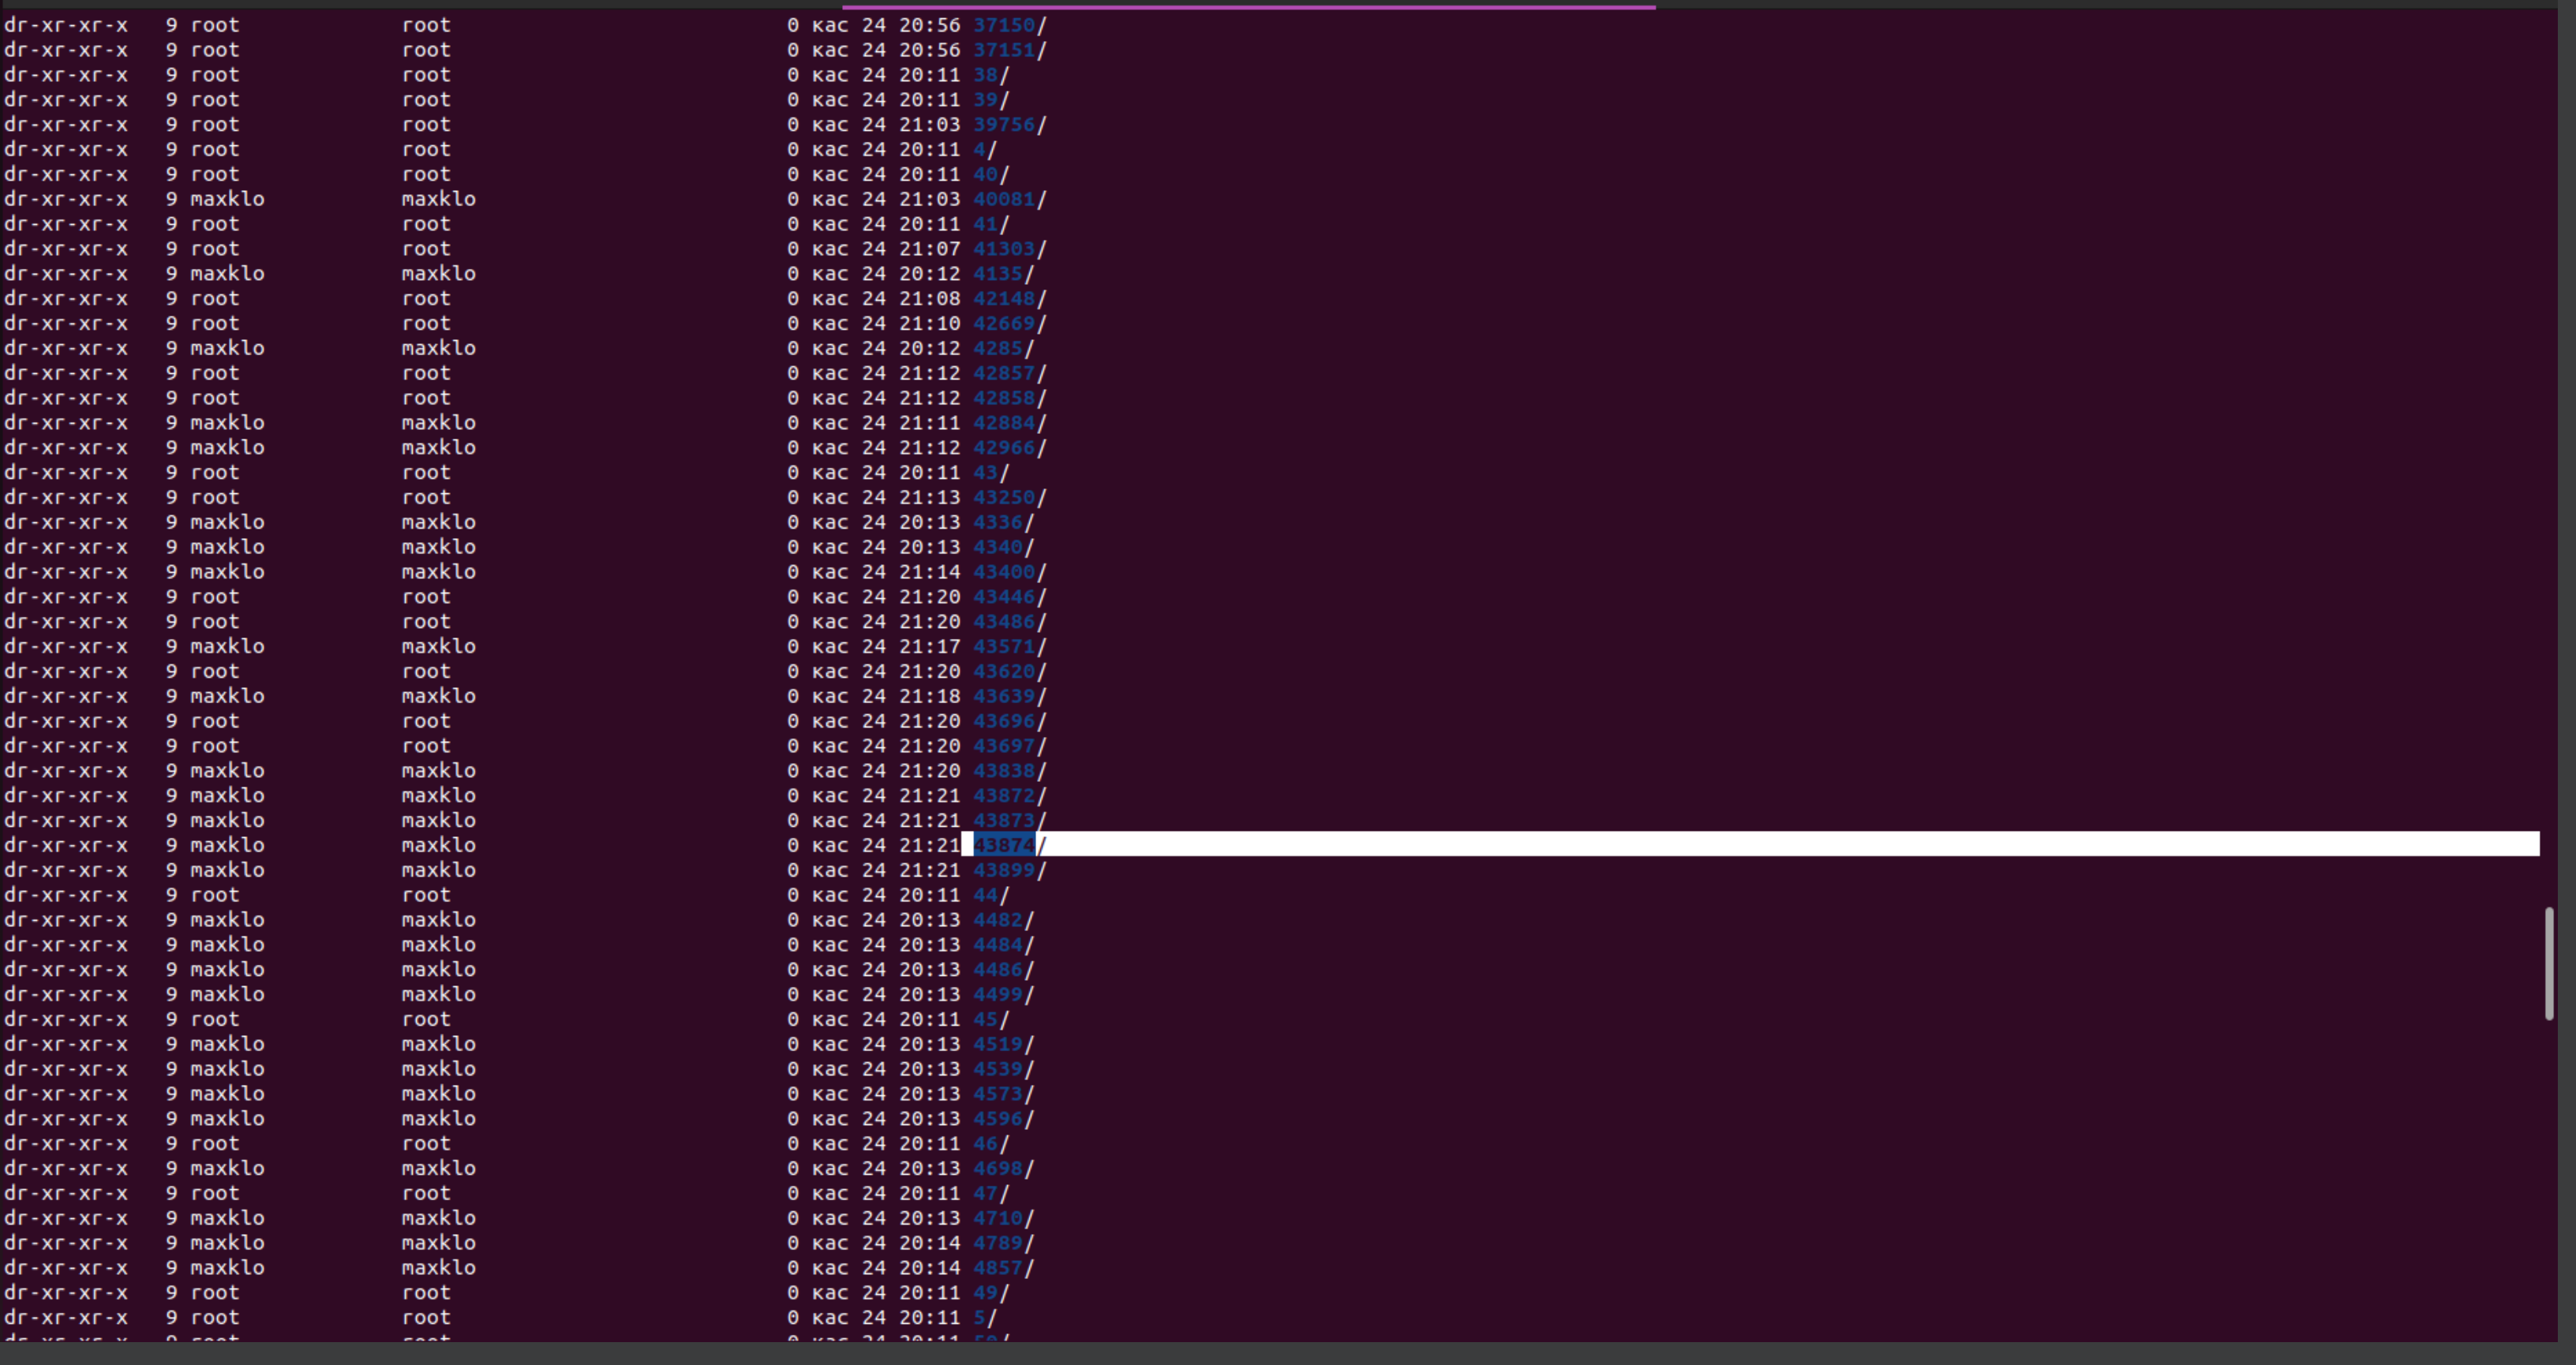 dr-xr-xr-x   9 root             root                           0 кас 24 20:56 37150/
dr-xr-xr-x   9 root             root                           0 кас 24 20:56 37151/
dr-xr-xr-x   9 root             root                           0 кас 24 20:11 38/
dr-xr-xr-x   9 root             root                           0 кас 24 20:11 39/
dr-xr-xr-x   9 root             root                           0 кас 24 21:03 39756/
dr-xr-xr-x   9 root             root                           0 кас 24 20:11 4/
dr-xr-xr-x   9 root             root                           0 кас 24 20:11 40/
dr-xr-xr-x   9 maxklo           maxklo                         0 кас 24 21:03 40081/
dr-xr-xr-x   9 root             root                           0 кас 24 20:11 41/
dr-xr-xr-x   9 root             root                           0 кас 24 21:07 41303/
dr-xr-xr-x   9 maxklo           maxklo                         0 кас 24 20:12 4135/
dr-xr-xr-x   9 root             root                           0 кас 24 21:08 42148/
dr-xr-xr-x   9 root             root                           0 кас 24 21:10 42669/
dr-xr-xr-x   9 maxklo           maxklo                         0 кас 24 20:12 4285/
dr-xr-xr-x   9 root             root                           0 кас 24 21:12 42857/
dr-xr-xr-x   9 root             root                           0 кас 24 21:12 42858/
dr-xr-xr-x   9 maxklo           maxklo                         0 кас 24 21:11 42884/
dr-xr-xr-x   9 maxklo           maxklo                         0 кас 24 21:12 42966/
dr-xr-xr-x   9 root             root                           0 кас 24 20:11 43/
dr-xr-xr-x   9 root             root                           0 кас 24 21:13 43250/
dr-xr-xr-x   9 maxklo           maxklo                         0 кас 24 20:13 4336/
dr-xr-xr-x   9 maxklo           maxklo                         0 кас 24 20:13 4340/
dr-xr-xr-x   9 maxklo           maxklo                         0 кас 24 21:14 43400/
dr-xr-xr-x   9 root             root                           0 кас 24 21:20 43446/
dr-xr-xr-x   9 root             root                           0 кас 24 21:20 43486/
dr-xr-xr-x   9 maxklo           maxklo                         0 кас 24 21:17 43571/
dr-xr-xr-x   9 root             root                           0 кас 24 21:20 43620/
dr-xr-xr-x   9 maxklo           maxklo                         0 кас 24 21:18 43639/
dr-xr-xr-x   9 root             root                           0 кас 24 21:20 43696/
dr-xr-xr-x   9 root             root                           0 кас 24 21:20 43697/
dr-xr-xr-x   9 maxklo           maxklo                         0 кас 24 21:20 43838/
dr-xr-xr-x   9 maxklo           maxklo                         0 кас 24 21:21 43872/
dr-xr-xr-x   9 maxklo           maxklo                         0 кас 24 21:21 43873/
dr-xr-xr-x   9 maxklo           maxklo                         0 кас 24 21:21 43874/
dr-xr-xr-x   9 maxklo           maxklo                         0 кас 24 21:21 43899/
dr-xr-xr-x   9 root             root                           0 кас 24 20:11 44/
dr-xr-xr-x   9 maxklo           maxklo                         0 кас 24 20:13 4482/
dr-xr-xr-x   9 maxklo           maxklo                         0 кас 24 20:13 4484/
dr-xr-xr-x   9 maxklo           maxklo                         0 кас 24 20:13 4486/
dr-xr-xr-x   9 maxklo           maxklo                         0 кас 24 20:13 4499/
dr-xr-xr-x   9 root             root                           0 кас 24 20:11 45/
dr-xr-xr-x   9 maxklo           maxklo                         0 кас 24 20:13 4519/
dr-xr-xr-x   9 maxklo           maxklo                         0 кас 24 20:13 4539/
dr-xr-xr-x   9 maxklo           maxklo                         0 кас 24 20:13 4573/
dr-xr-xr-x   9 maxklo           maxklo                         0 кас 24 20:13 4596/
dr-xr-xr-x   9 root             root                           0 кас 24 20:11 46/
dr-xr-xr-x   9 maxklo           maxklo                         0 кас 24 20:13 4698/
dr-xr-xr-x   9 root             root                           0 кас 24 20:11 47/
dr-xr-xr-x   9 maxklo           maxklo                         0 кас 24 20:13 4710/
dr-xr-xr-x   9 maxklo           maxklo                         0 кас 24 20:14 4789/
dr-xr-xr-x   9 maxklo           maxklo                         0 кас 24 20:14 4857/
dr-xr-xr-x   9 root             root                           0 кас 24 20:11 49/
dr-xr-xr-x   9 root             root                           0 кас 24 20:11 5/